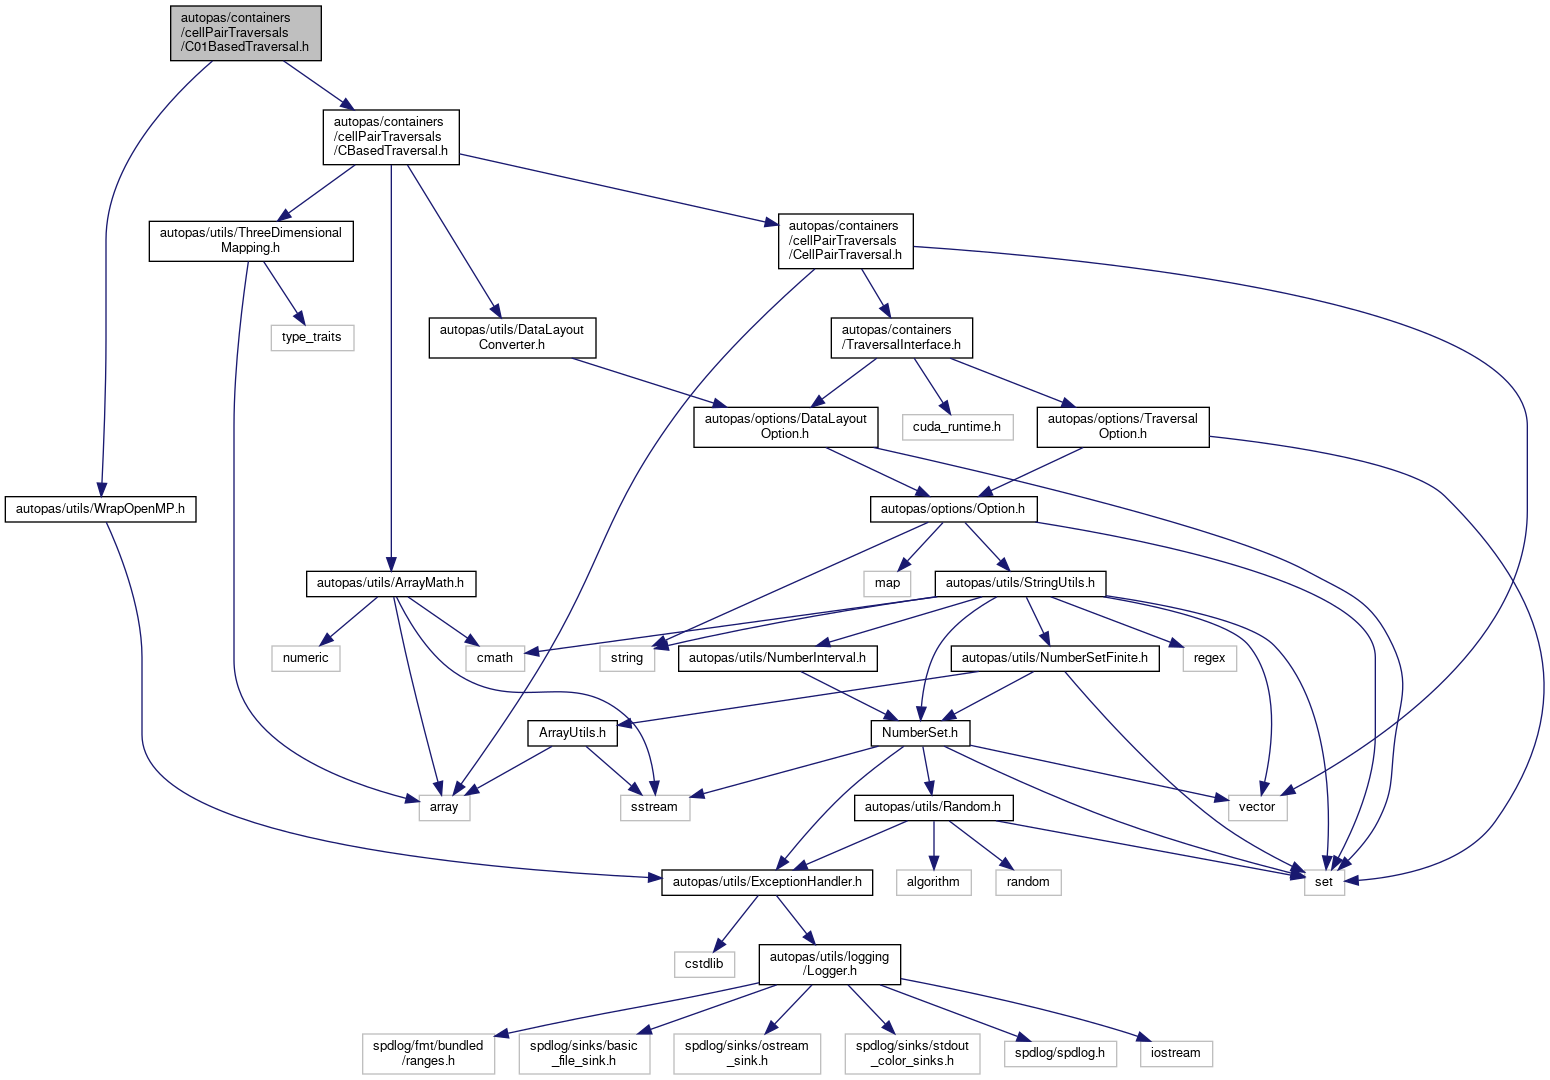 autopas/containers
/cellPairTraversals
/C01BasedTraversal.h
autopas/containers
/cellPairTraversals
/CBasedTraversal.h
autopas/utils/ThreeDimensional
Mapping.h
autopas/containers
/cellPairTraversals
/CellPairTraversal.h
type_traits
autopas/utils/DataLayout
Converter.h
autopas/containers
/TraversalInterface.h
autopas/options/DataLayout
Option.h
cuda_runtime.h
autopas/options/Traversal
Option.h
autopas/utils/WrapOpenMP.h
autopas/options/Option.h
autopas/utils/ArrayMath.h
map
autopas/utils/StringUtils.h
numeric
cmath
string
autopas/utils/NumberInterval.h
autopas/utils/NumberSetFinite.h
regex
ArrayUtils.h
NumberSet.h
array
sstream
autopas/utils/Random.h
vector
autopas/utils/ExceptionHandler.h
algorithm
random
set
cstdlib
autopas/utils/logging
/Logger.h
spdlog/fmt/bundled
/ranges.h
spdlog/sinks/basic
_file_sink.h
spdlog/sinks/ostream
_sink.h
spdlog/sinks/stdout
_color_sinks.h
spdlog/spdlog.h
iostream